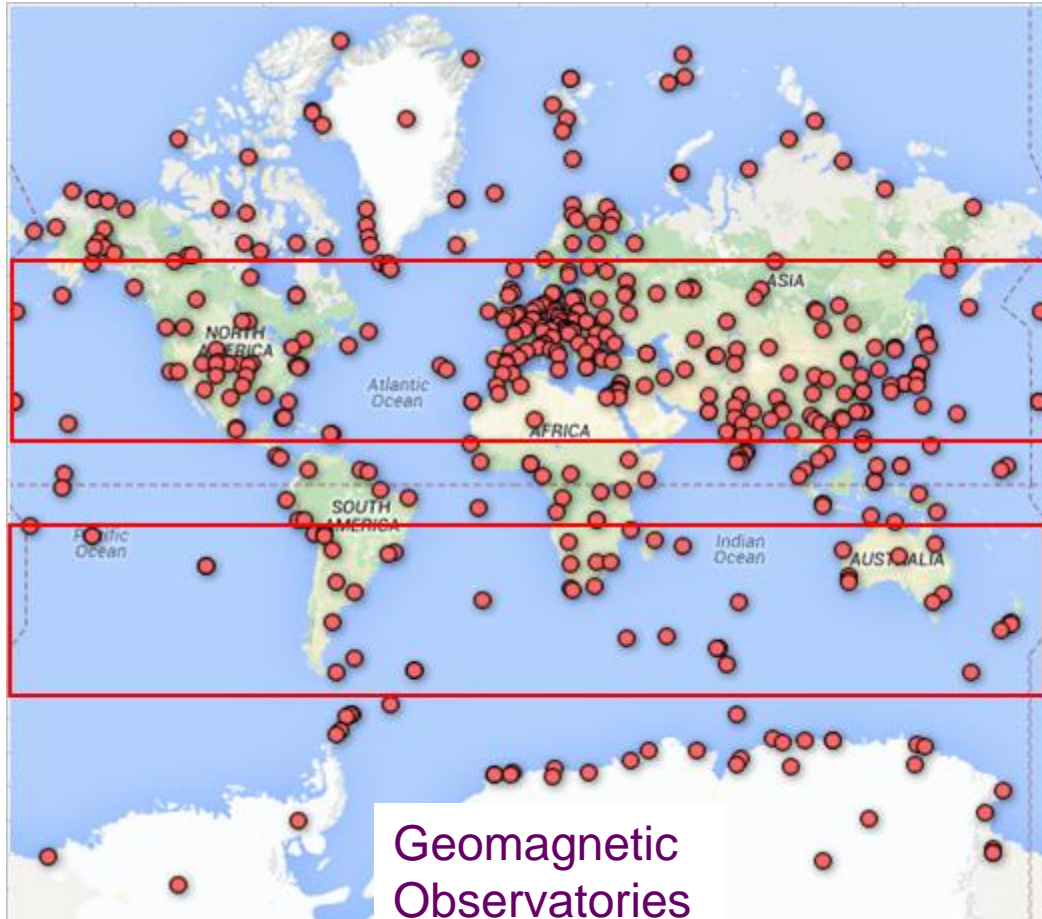 ASIA
NORTH
AMERICA
Atlantic
Ocean
AFRICA
SOUTH
AMERICA
Pacific
Ocean
Indian
Ocean
AUSTRALIA
Geomagnetic
Observatories